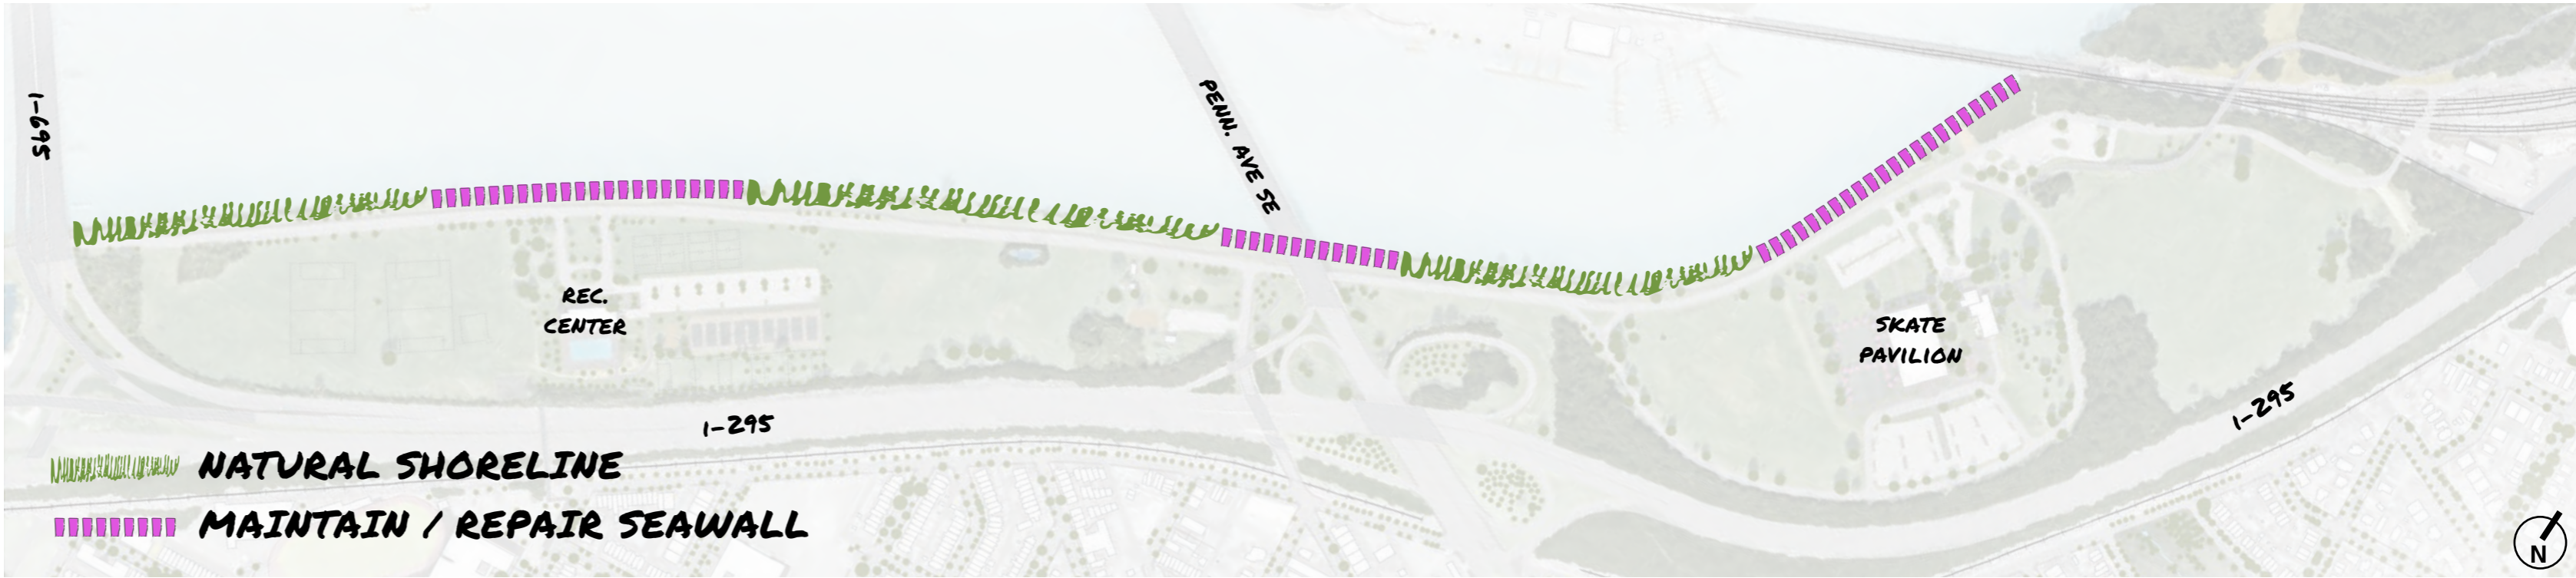 I-695
PENN. AVE SE
REC.
CENTER
SKATE
PAVILION
I-295
I-295
NATURAL SHORELINE
MAINTAIN / REPAIR SEAWALL
N